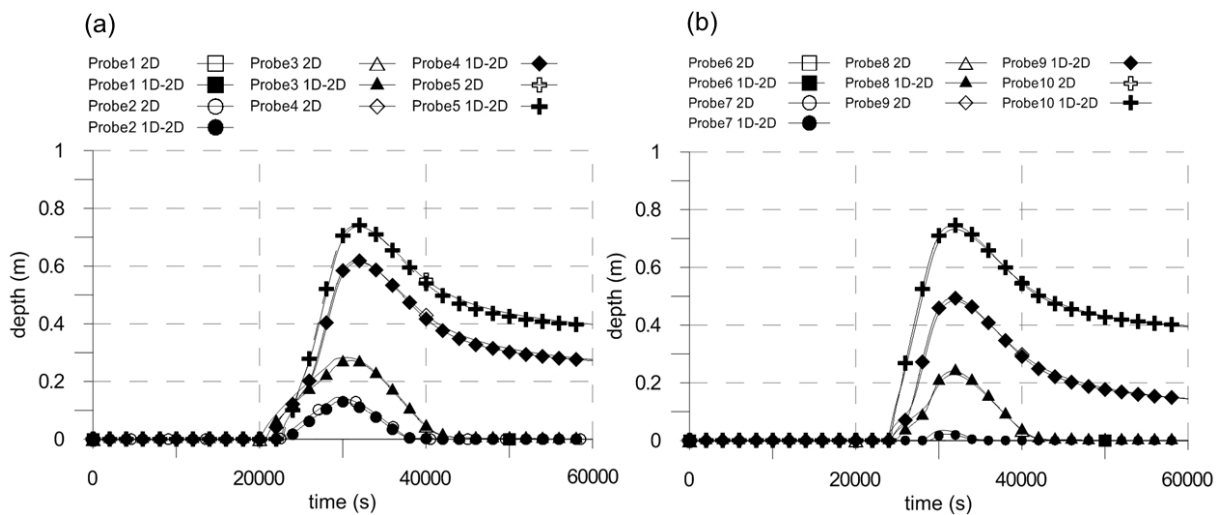 (a)
Probe1 2D Probe3 2D Probe4 1D-2D
Probe1 1D-2D Probe3 1D-2D Probe5 2D
Probe2 2D Probe4 2D Probe5 1D-2D
Probe2 1D-2D
1
0.8
0.6
0.4
0.2
0
depth (m)
0 20000 40000 60000
time (s)
(b)
Probe6 2D Probe8 2D Probe9 1D-2D
Probe6 1D-2D Probe8 1D-2D Probe10 2D
Probe7 2D Probe9 2D Probe10 1D-2D
Probe7 1D-2D
1
0.8
0.6
0.4
0.2
0
depth (m)
0 20000 40000 60000
time (s)